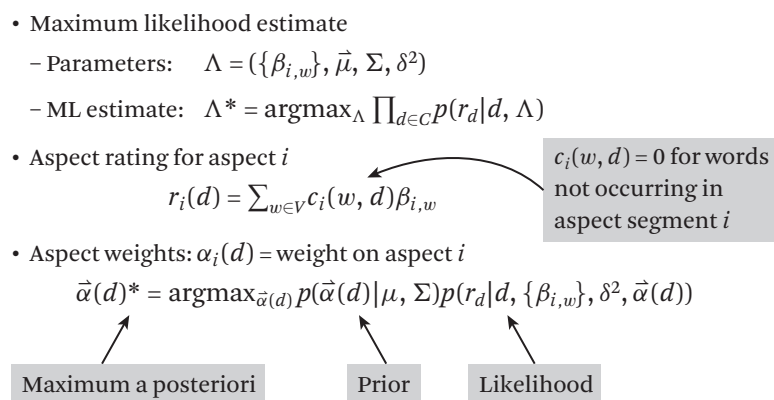 • Maximum likelihood estimate
– Parameters: Λ = ({β_{i,w}}, μ⃗, Σ, δ²)
– ML estimate: Λ* = argmax_Λ ∏_{d∈C} p(r_d|d, Λ)
• Aspect rating for aspect i
r_i(d) = ∑_{w∈V} c_i(w, d)β_{i,w}
c_i(w, d) = 0 for words
not occurring in
aspect segment i
• Aspect weights: α_i(d) = weight on aspect i
α⃗(d)* = argmax_{α⃗(d)} p(α⃗(d)|μ, Σ)p(r_d|d, {β_{i,w}}, δ², α⃗(d))
Maximum a posteriori Prior Likelihood